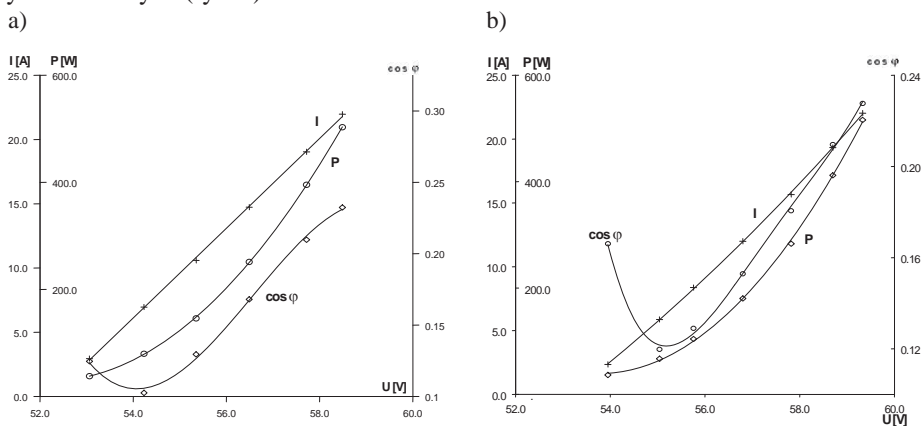 a)
b)
I [A] P [W] cos φ
25.0 600.0
0.30
20.0
I
P
400.0
0.25
15.0
0.20
10.0
200.0
cos φ
0.15
5.0
U [V]
0.0 0.1
52.0 54.0 56.0 58.0 60.0
I [A] P [W] cos φ
25.0 600.0 0.24
20.0
0.20
400.0
15.0
I
cos φ
P
0.16
10.0
200.0
5.0
0.12
0.0
52.0 54.0 56.0 58.0 60.0
U [V]